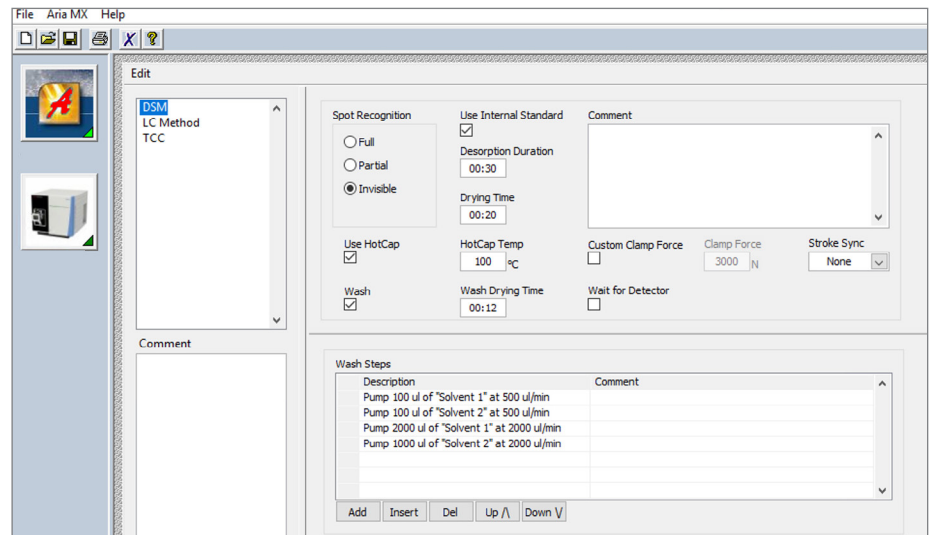 File Aria MX Help
Edit
DSM
LC Method
TCC
Comment
Spot Recognition
Full
Partial
Invisible
Use Internal Standard
Desorption Duration
00:30
Drying Time
00:20
Comment
Use HotCap
HotCap Temp
100 ºC
Custom Clamp Force
Clamp Force
3000 N
Stroke Sync
None
Wash
Wash Drying Time
00:12
Wait for Detector
Wash Steps
Description Comment
Pump 100 ul of "Solvent 1" at 500 ul/min
Pump 100 ul of "Solvent 2" at 500 ul/min
Pump 2000 ul of "Solvent 1" at 2000 ul/min
Pump 1000 ul of "Solvent 2" at 2000 ul/min
Add Insert Del Up /\ Down \/